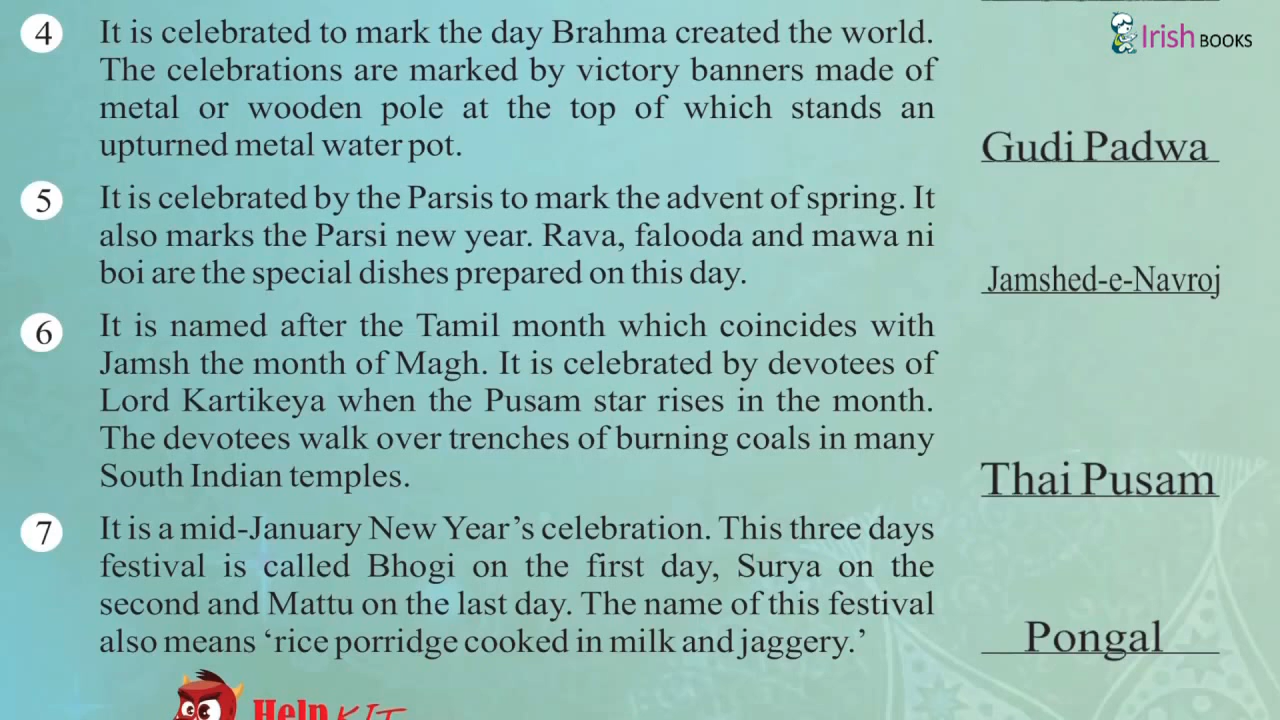 Irish BOOKS
4 It is celebrated to mark the day Brahma created the world.
The celebrations are marked by victory banners made of
metal or wooden pole at the top of which stands an
upturned metal water pot.
Gudi Padwa
5 It is celebrated by the Parsis to mark the advent of spring. It
also marks the Parsi new year. Rava, falooda and mawa ni
boi are the special dishes prepared on this day.
Jamshed-e-Navroj
6 It is named after the Tamil month which coincides with
Jamsh the month of Magh. It is celebrated by devotees of
Lord Kartikeya when the Pusam star rises in the month.
The devotees walk over trenches of burning coals in many
South Indian temples.
Thai Pusam
7 It is a mid-January New Year’s celebration. This three days
festival is called Bhogi on the first day, Surya on the
second and Mattu on the last day. The name of this festival
also means ‘rice porridge cooked in milk and jaggery.’
Pongal
Help KIT